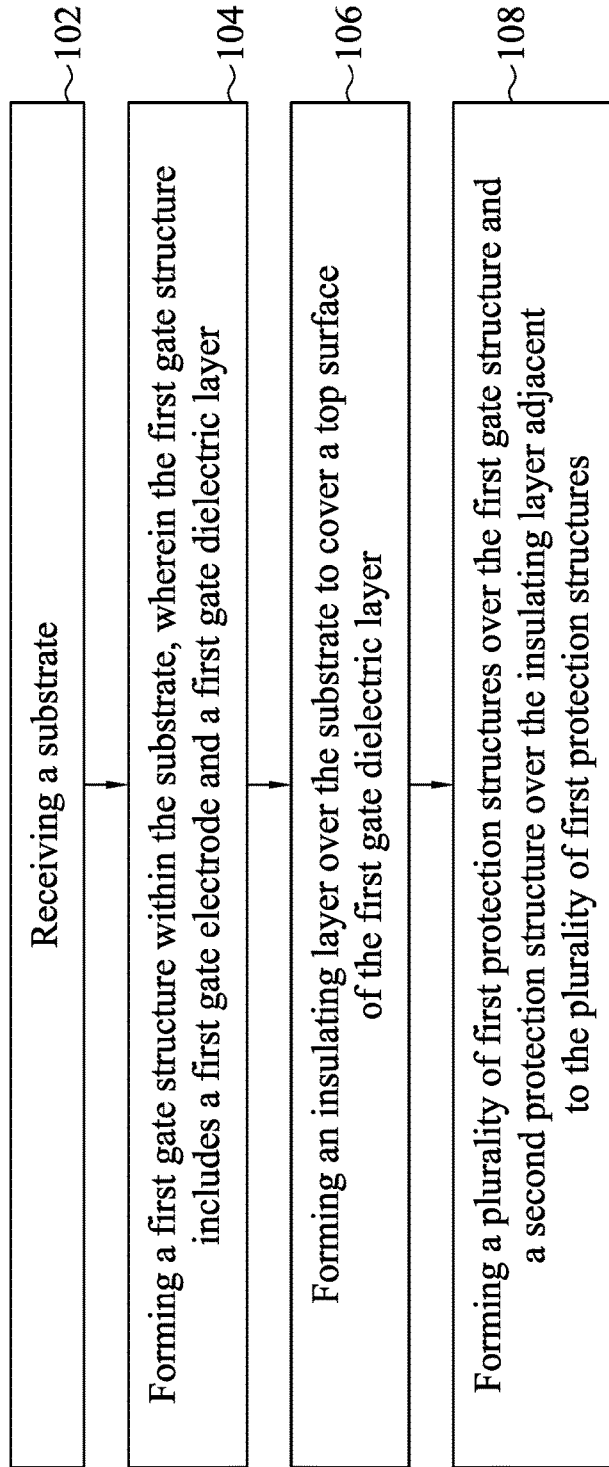 Receiving a substrate
102
Forming a first gate structure within the substrate, wherein the first gate structure
includes a first gate electrode and a first gate dielectric layer
104
Forming an insulating layer over the substrate to cover a top surface
of the first gate dielectric layer
106
Forming a plurality of first protection structures over the first gate structure and
a second protection structure over the insulating layer adjacent
to the plurality of first protection structures
108